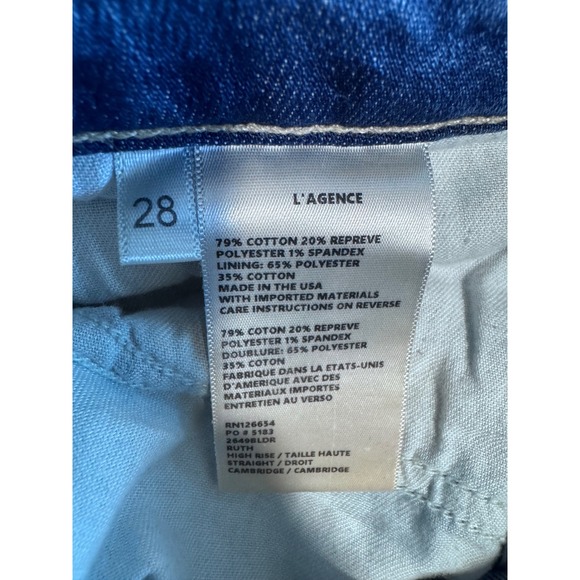 28
L'AGENCE
79% COTTON 20% REPREVE
POLYESTER 1% SPANDEX
LINING: 65% POLYESTER
35% COTTON
MADE IN THE USA
WITH IMPORTED MATERIALS
CARE INSTRUCTIONS ON REVERSE
79% COTON 20% REPREVE
POLYESTER 1% SPANDEX
DOUBLURE: 65% POLYESTER
35% COTON
FABRIQUE DANS LA ETATS-UNIS
D'AMERIQUE AVEC DES
MATERIAUX IMPORTES
ENTRETIEN AU VERSO
RN126654
PO # 5183
2649BLDR
RUTH
HIGH RISE / TAILLE HAUTE
STRAIGHT / DROIT
CAMBRIDGE / CAMBRIDGE